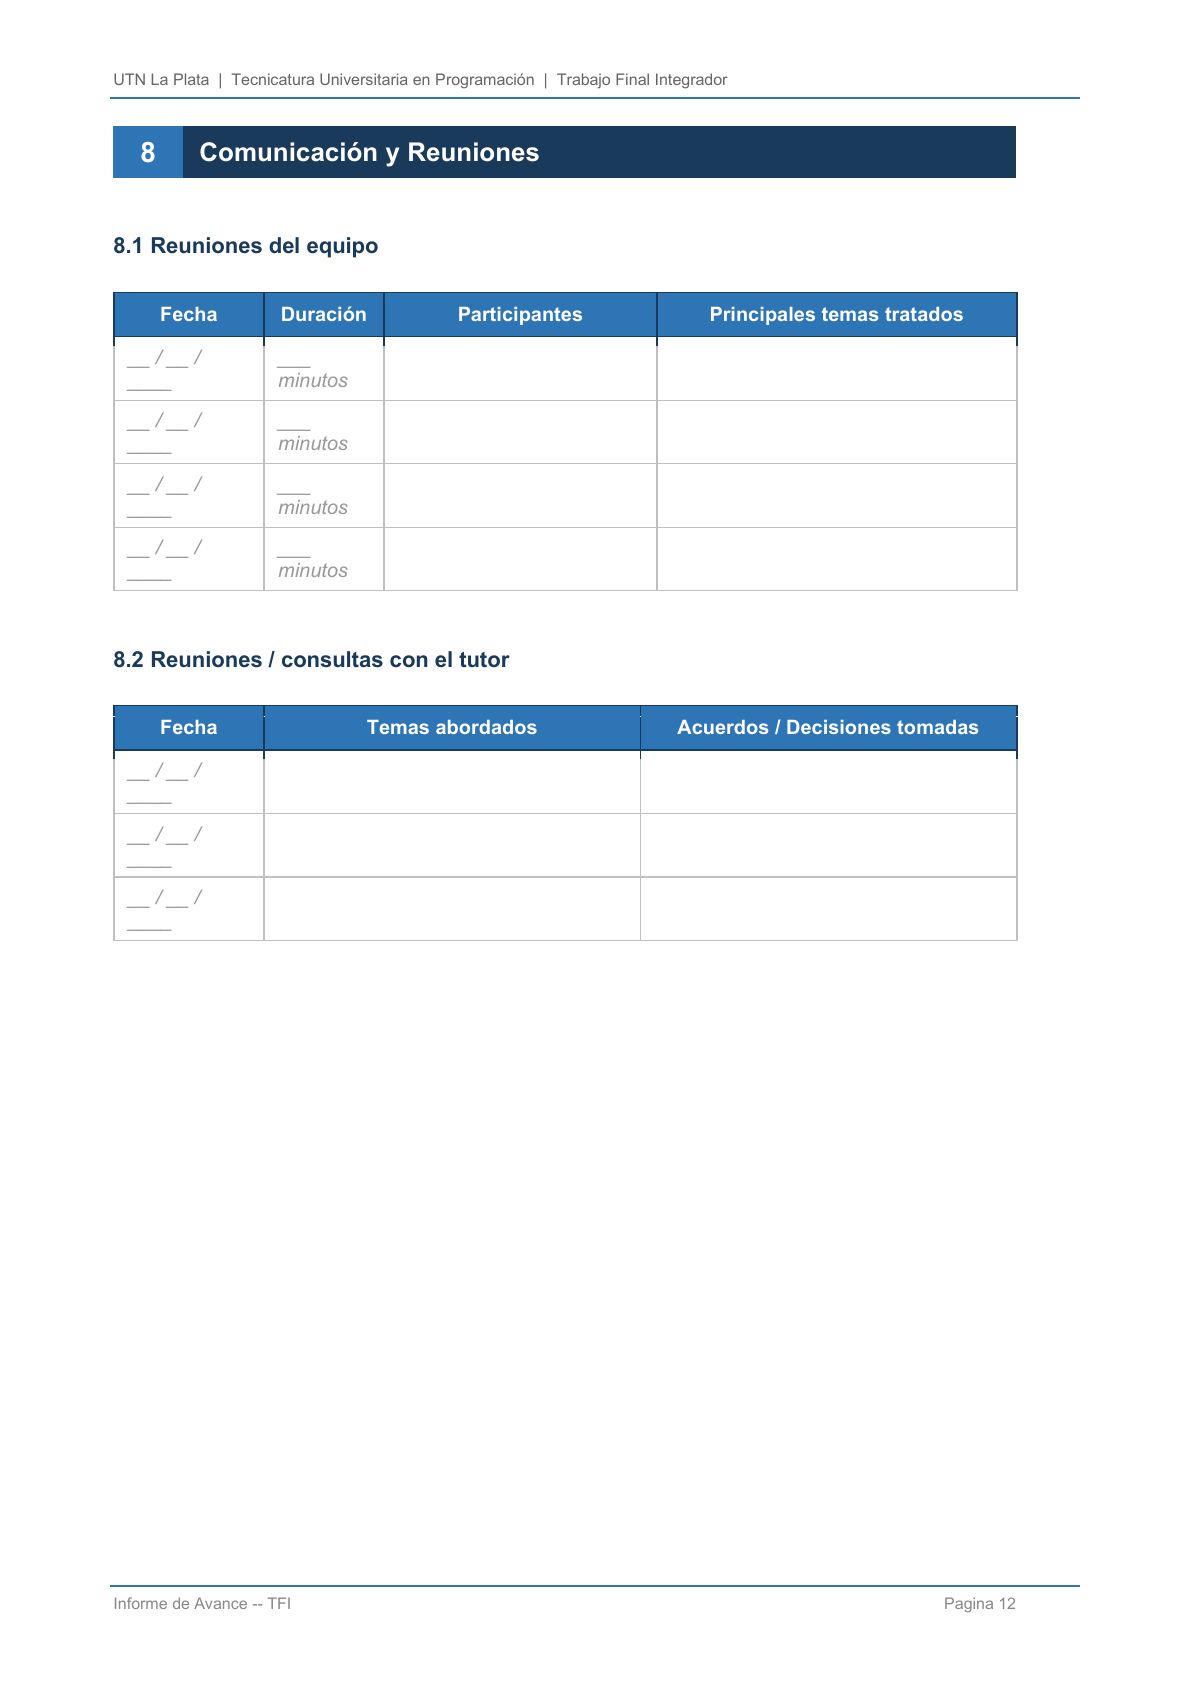 UTN La Plata | Tecnicatura Universitaria en Programación | Trabajo Final Integrador
8 Comunicación y Reuniones
8.1 Reuniones del equipo
Fecha Duración Participantes Principales temas tratados
__ / __ / ___
____ minutos
__ / __ / ___
____ minutos
__ / __ / ___
____ minutos
__ / __ / ___
____ minutos
8.2 Reuniones / consultas con el tutor
Fecha Temas abordados Acuerdos / Decisiones tomadas
__ / __ /
____
__ / __ /
____
__ / __ /
____
Informe de Avance -- TFI Pagina 12